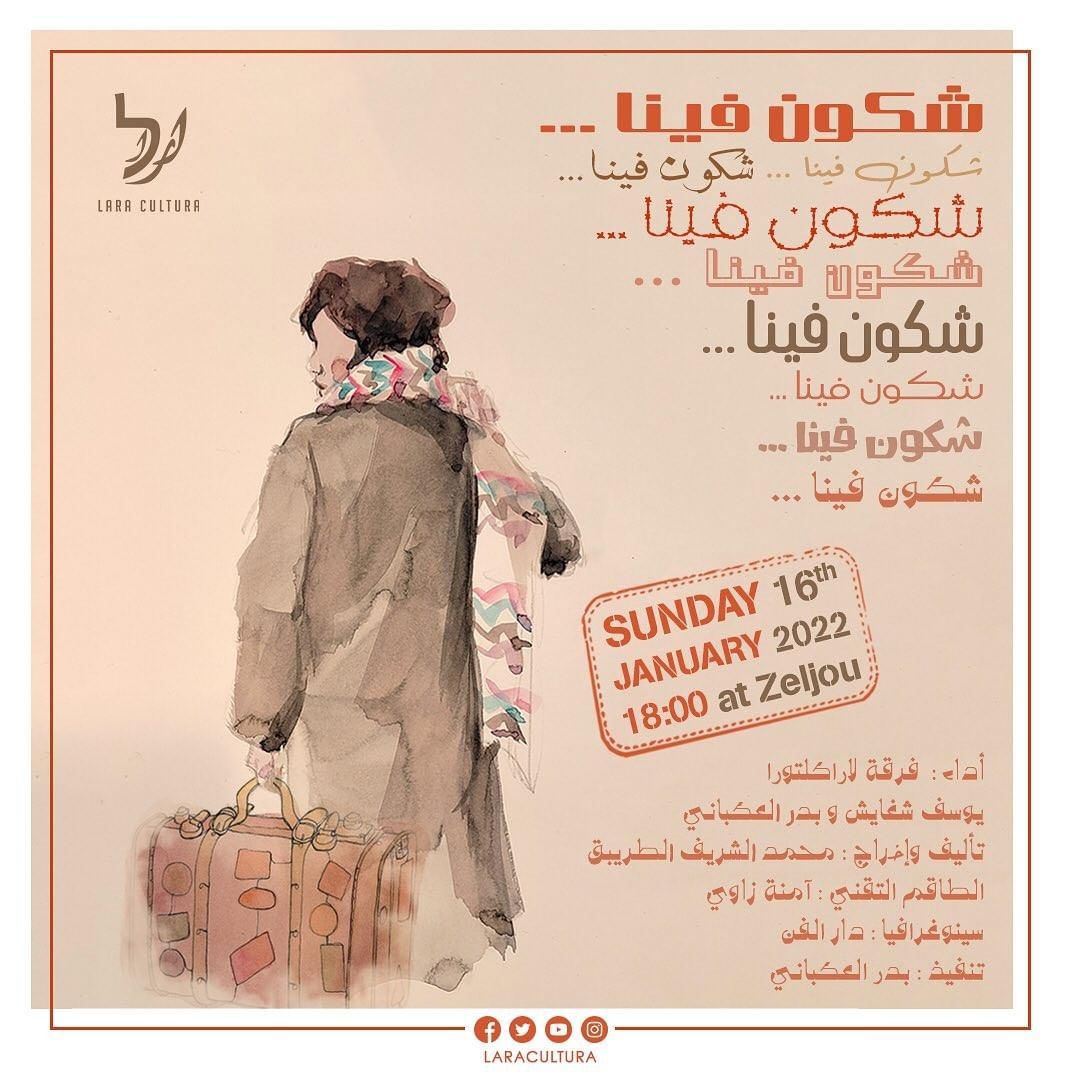 لارا
LARA CULTURA
شكون فينا ...
شكون فينا ... شكون فينا ...
شكون فينا ...
شكون فينا ...
شكون فينا ...
شكون فينا ...
شكون فينا ...
شكون فينا ...
SUNDAY 16th
JANUARY 2022
18:00 at Zeljou
أداء : فرقة لاراكلتورا
يوسف شفايش و بدر العكباني
تأليف وإخراج : محمد الشريف الطريبق
الطاقم التقني : آمنة زاوي
سينوغرافيا : دار الفن
تنفيذ : بدر العكباني
LARACULTURA